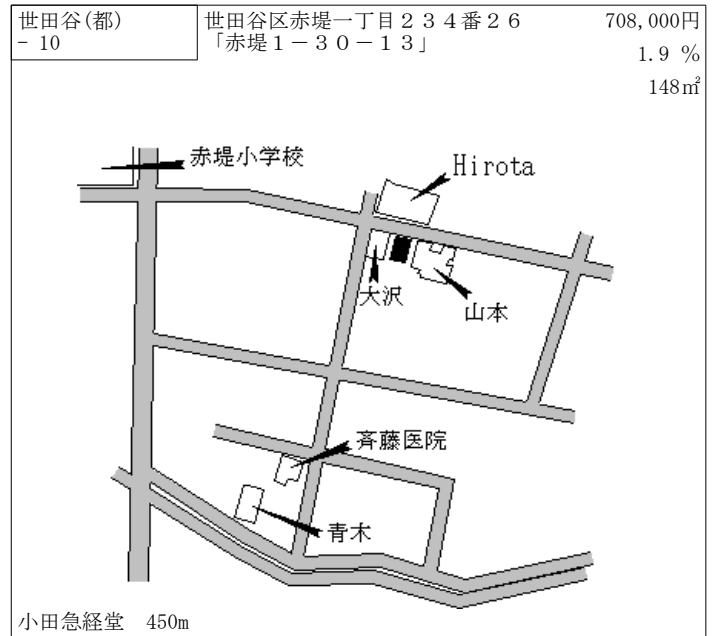 世田谷(都)
- 10
世田谷区赤堤一丁目２３４番２６
「赤堤１－３０－１３」
708,000円
1.9 %
148㎡
赤堤小学校
Hirota
大沢
山本
斉藤医院
青木
小田急経堂 450m